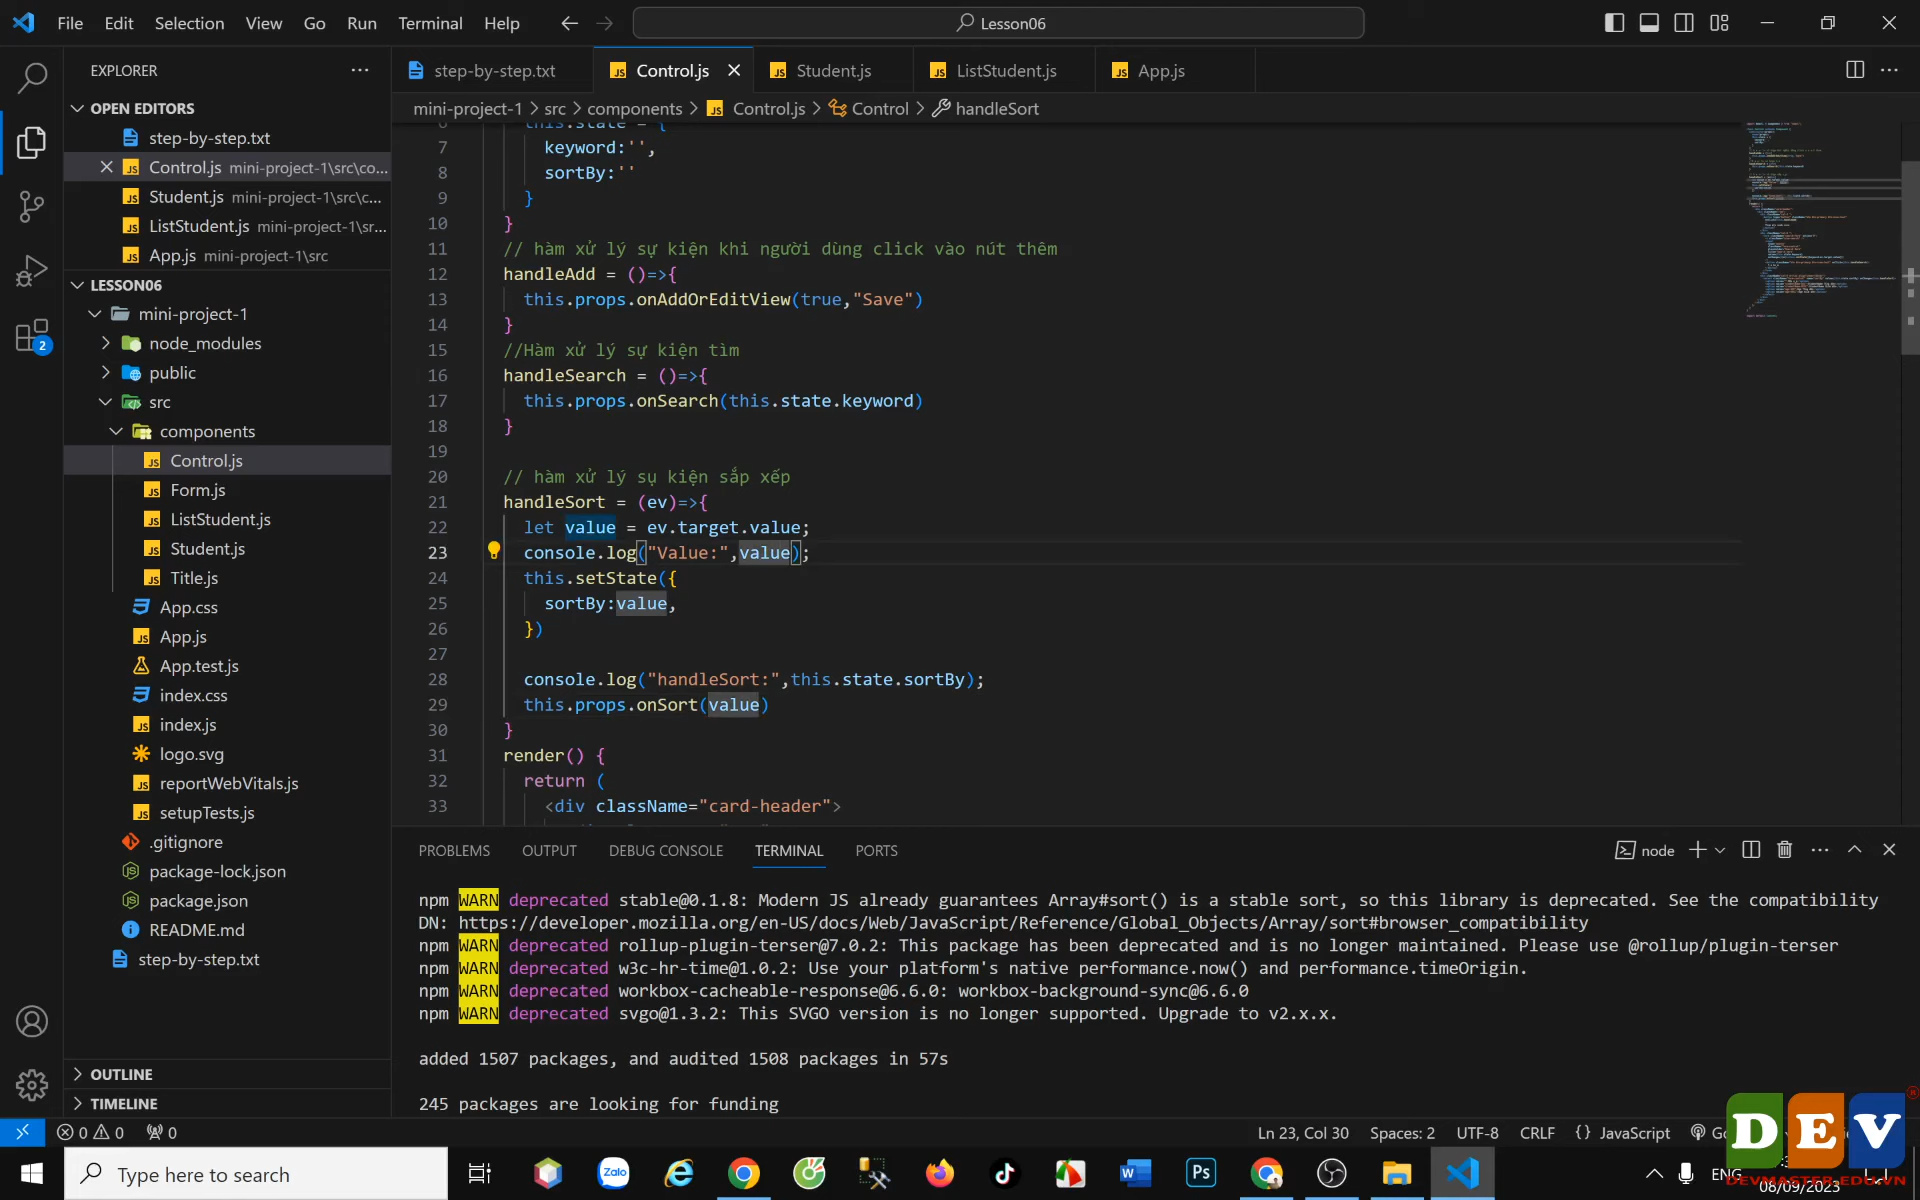 File Edit Selection View Go Run Terminal Help
Lesson06
EXPLORER
OPEN EDITORS
step-by-step.txt
Control.js mini-project-1\src\co...
Student.js mini-project-1\src\c...
ListStudent.js mini-project-1\sr...
App.js mini-project-1\src
LESSON06
mini-project-1
node_modules
public
src
components
Control.js
Form.js
ListStudent.js
Student.js
Title.js
App.css
App.js
App.test.js
index.css
index.js
logo.svg
reportWebVitals.js
setupTests.js
.gitignore
package-lock.json
package.json
README.md
step-by-step.txt
OUTLINE
TIMELINE
2
step-by-step.txt Control.js Student.js ListStudent.js App.js
mini-project-1 > src > components > Control.js > Control > handleSort
6 this.state = {
7 keyword:'',
8 sortBy:''
9 }
10 }
11 // hàm xử lý sự kiện khi người dùng click vào nút thêm
12 handleAdd = ()=>{
13 this.props.onAddOrEditView(true,"Save")
14 }
15 //Hàm xử lý sự kiện tìm
16 handleSearch = ()=>{
17 this.props.onSearch(this.state.keyword)
18 }
19
20 // hàm xử lý sụ kiện sắp xếp
21 handleSort = (ev)=>{
22 let value = ev.target.value;
23 console.log("Value:",value);
24 this.setState({
25 sortBy:value,
26 })
27
28 console.log("handleSort:",this.state.sortBy);
29 this.props.onSort(value)
30 }
31 render() {
32 return (
33 <div className="card-header">
PROBLEMS OUTPUT DEBUG CONSOLE TERMINAL PORTS
node
npm WARN deprecated stable@0.1.8: Modern JS already guarantees Array#sort() is a stable sort, so this library is deprecated. See the compatibility
DN: https://developer.mozilla.org/en-US/docs/Web/JavaScript/Reference/Global_Objects/Array/sort#browser_compatibility
npm WARN deprecated rollup-plugin-terser@7.0.2: This package has been deprecated and is no longer maintained. Please use @rollup/plugin-terser
npm WARN deprecated w3c-hr-time@1.0.2: Use your platform's native performance.now() and performance.timeOrigin.
npm WARN deprecated workbox-cacheable-response@6.6.0: workbox-background-sync@6.6.0
npm WARN deprecated svgo@1.3.2: This SVGO version is no longer supported. Upgrade to v2.x.x.
added 1507 packages, and audited 1508 packages in 57s
245 packages are looking for funding
0 0 0
Ln 23, Col 30 Spaces: 2 UTF-8 CRLF {} JavaScript
DEV
Type here to search
Zalo
Ps
ENG
DEVMASTER.EDU.VN
08/09/2023